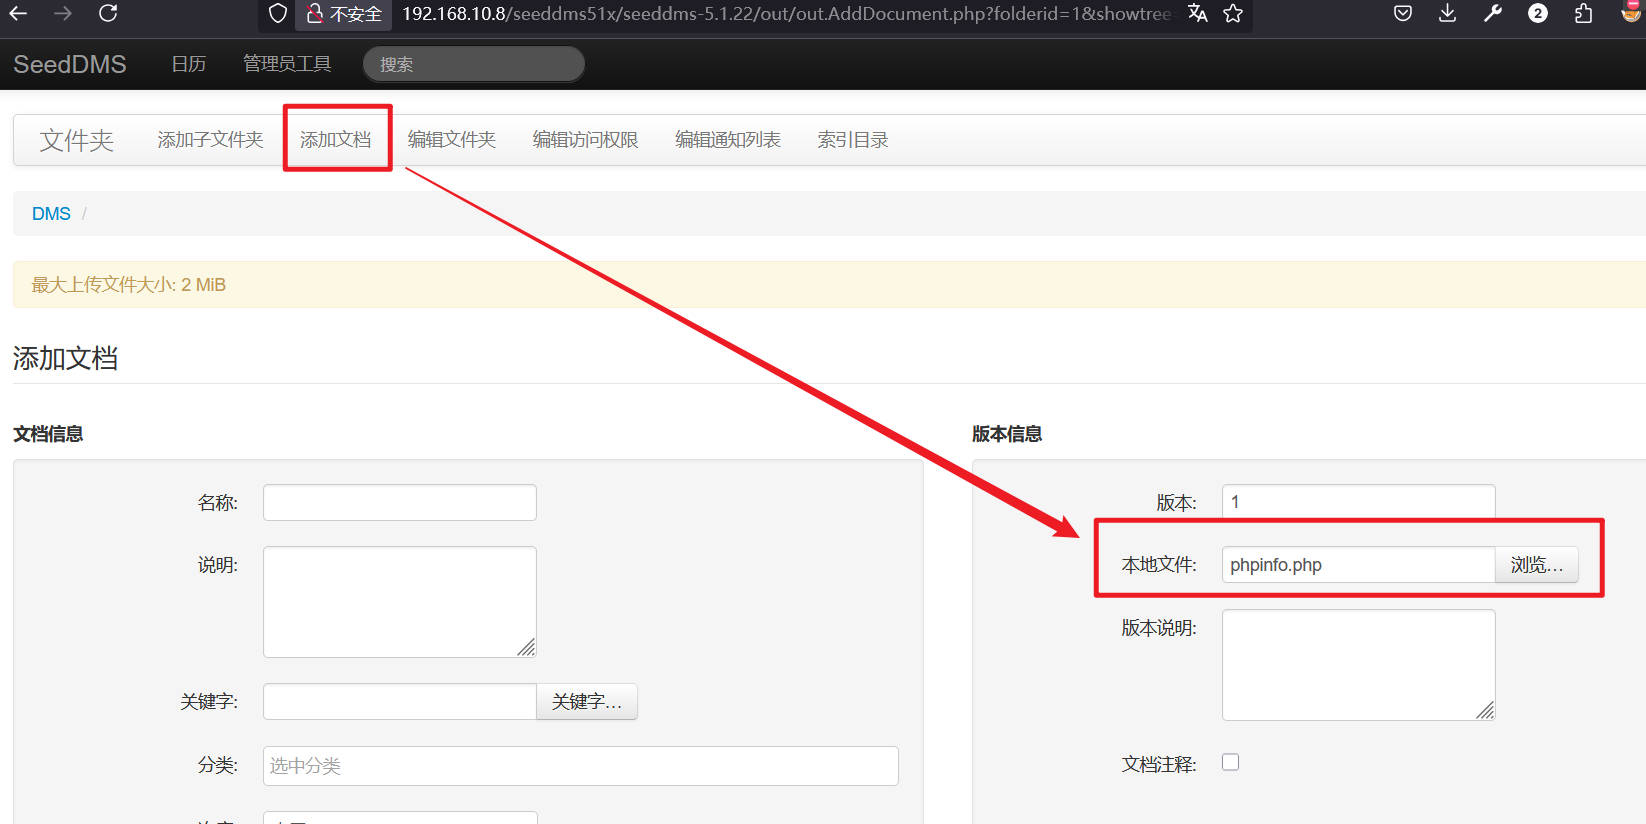 不安全 192.168.10.8/seeddms51x/seeddms-5.1.22/out/out.AddDocument.php?folderid=1&showtree 2
SeedDMS 日历 管理员工具 搜索
文件夹 添加子文件夹 添加文档 编辑文件夹 编辑访问权限 编辑通知列表 索引目录
DMS /
最大上传文件大小: 2 MiB
添加文档
文档信息
名称:
说明:
关键字: 关键字…
分类: 选中分类
版本信息
版本: 1
本地文件: phpinfo.php 浏览…
版本说明:
文档注释: